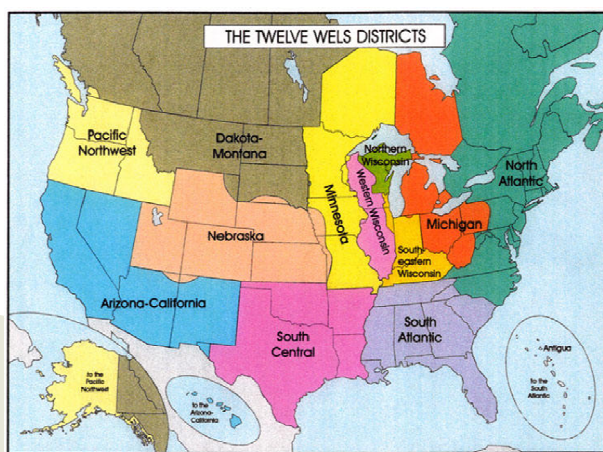 THE TWELVE WELS DISTRICTS
Pacific
Northwest
Dakota-
Montana
Minnesota
Northern
Wisconsin
Western Wisconsin
North
Atlantic
Michigan
Nebraska
South-
eastern
Wisconsin
Arizona-California
South
Central
South
Atlantic
to the
Pacific
Northwest
to the
Arizona-
California
Antigua
to the
South
Atlantic